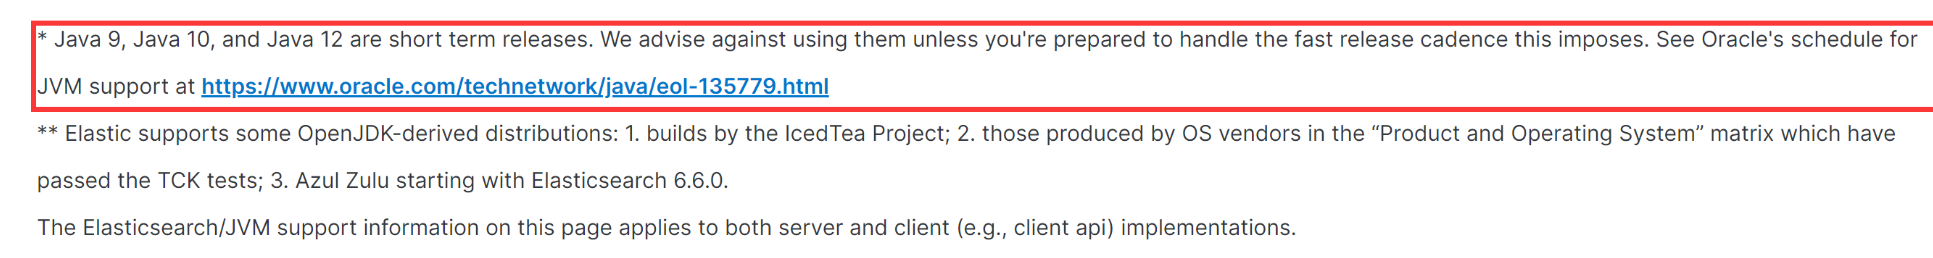 * Java 9, Java 10, and Java 12 are short term releases. We advise against using them unless you're prepared to handle the fast release cadence this imposes. See Oracle's schedule for
JVM support at https://www.oracle.com/technetwork/java/eol-135779.html
** Elastic supports some OpenJDK-derived distributions: 1. builds by the IcedTea Project; 2. those produced by OS vendors in the “Product and Operating System” matrix which have
passed the TCK tests; 3. Azul Zulu starting with Elasticsearch 6.6.0.
The Elasticsearch/JVM support information on this page applies to both server and client (e.g., client api) implementations.